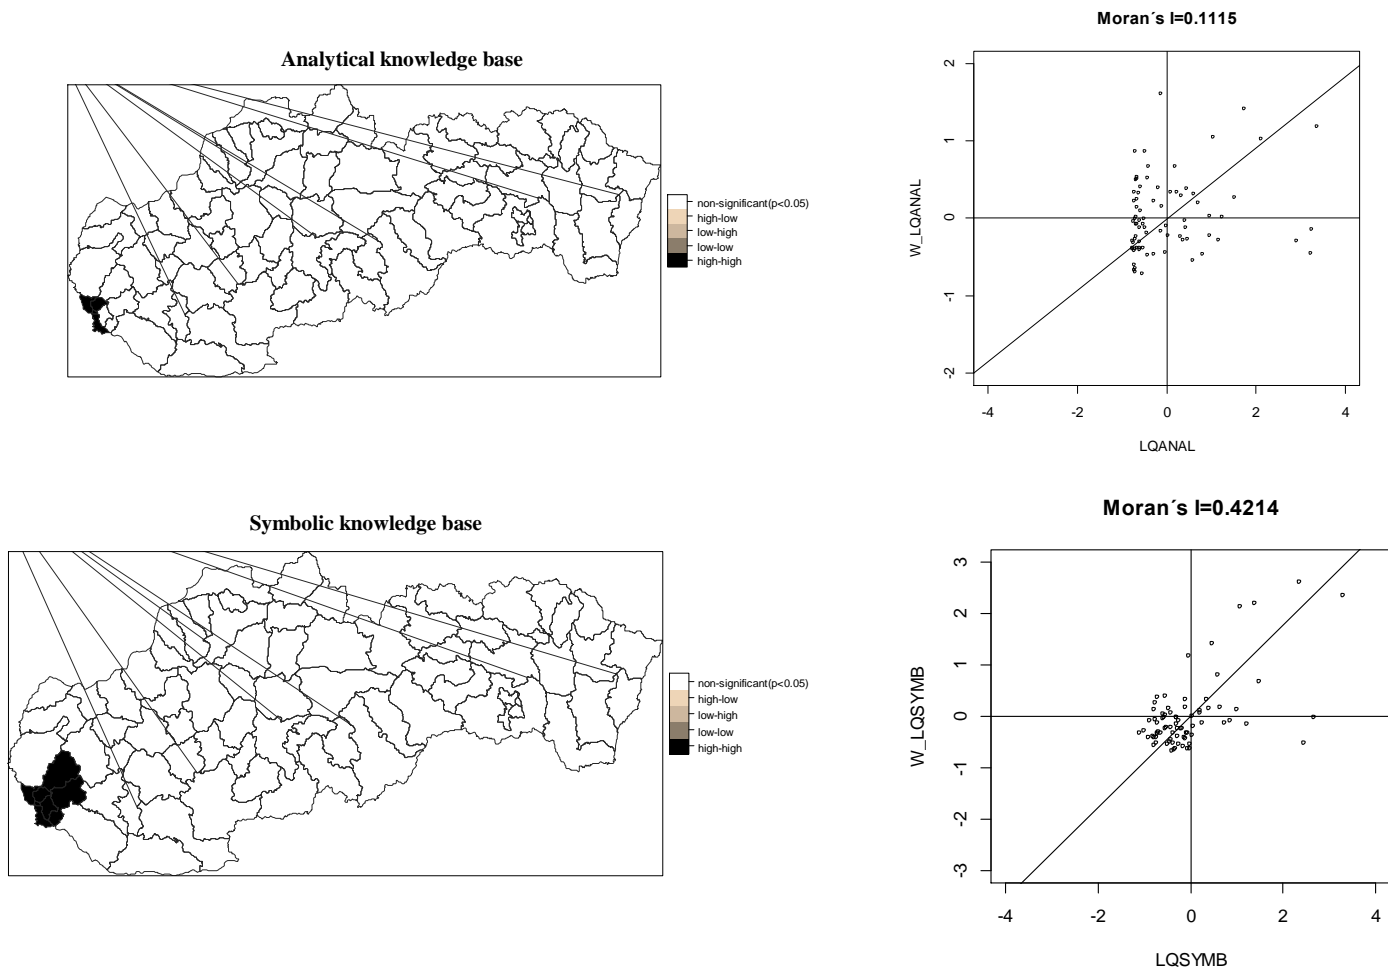 Moran´s I=0.1115
Analytical knowledge base
non-significant(p<0.05)
high-low
low-high
low-low
high-high
2
1
0
-1
-2
W_LQANAL
-4
-2
0
2
4
LQANAL
Moran´s I=0.4214
Symbolic knowledge base
non-significant(p<0.05)
high-low
low-high
low-low
high-high
3
2
1
0
-1
-2
-3
W_LQSYMB
-4
-2
0
2
4
LQSYMB